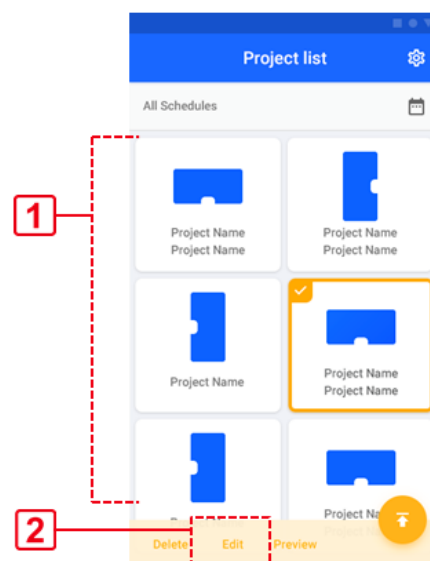 Project list
All Schedules
1
Project Name
Project Name
Project Name
Project Name
Project Name
Project Name
Project Name
2
Delete
Edit
Preview